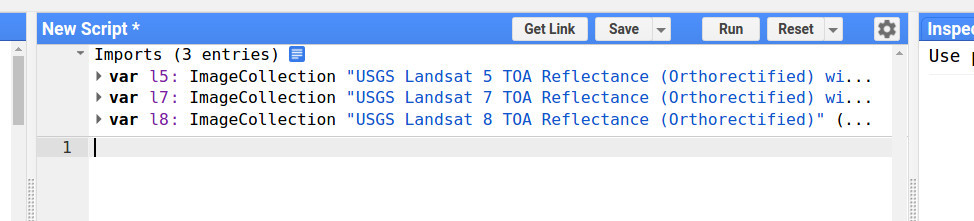 New Script *
Get Link
Save
Run
Reset
Inspec
Imports (3 entries)
var l5: ImageCollection "USGS Landsat 5 TOA Reflectance (Orthorectified) wi...
var l7: ImageCollection "USGS Landsat 7 TOA Reflectance (Orthorectified) wi...
var l8: ImageCollection "USGS Landsat 8 TOA Reflectance (Orthorectified)" (...
Use p
1